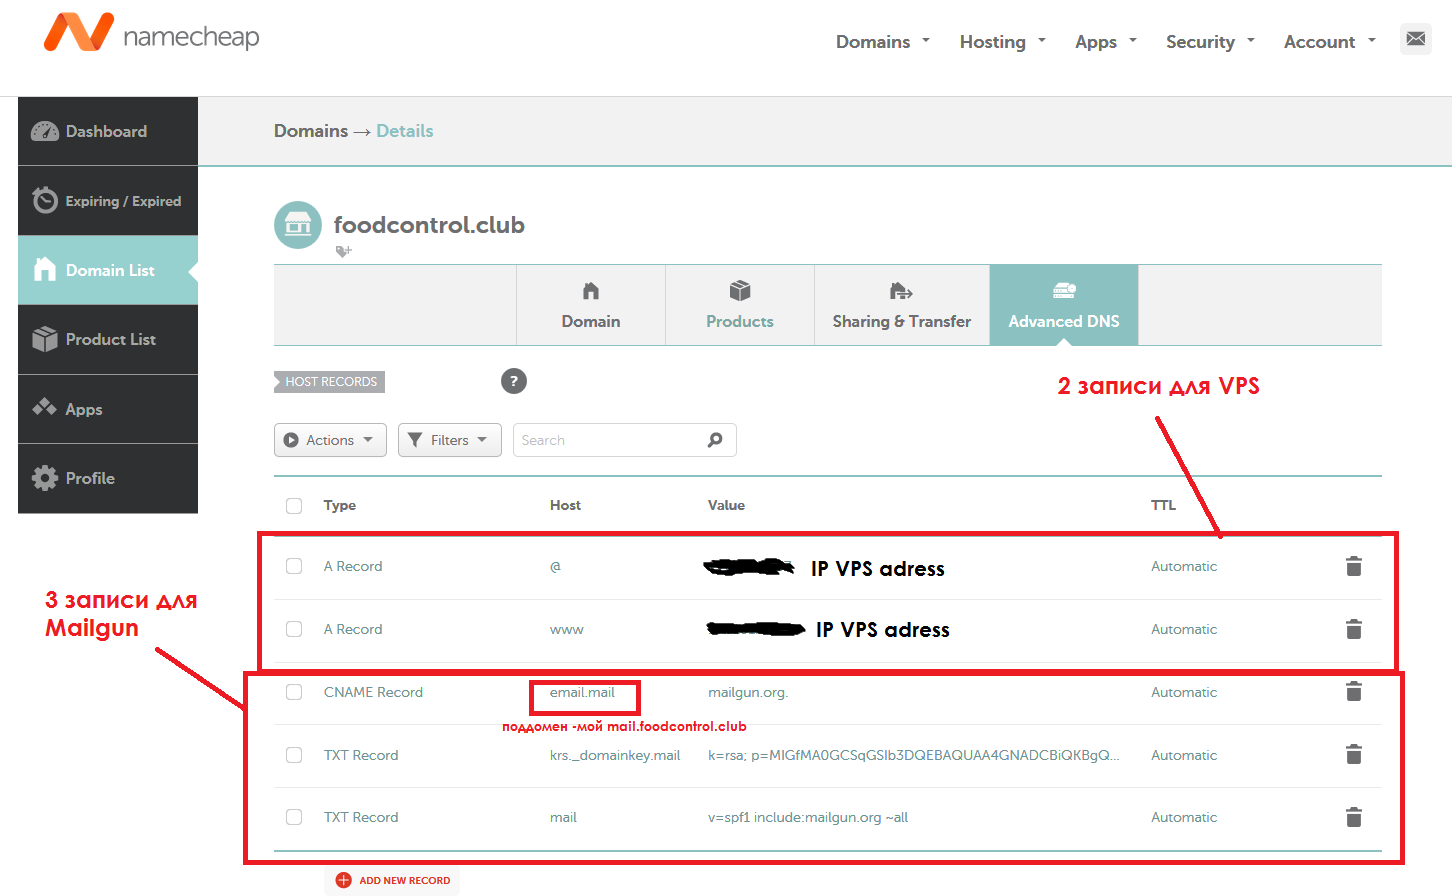 namecheap
Domains Hosting Apps Security Account
Dashboard
Expiring / Expired
Domain List
Product List
Apps
Profile
Domains → Details
foodcontrol.club
Domain Products Sharing & Transfer Advanced DNS
HOST RECORDS ?
2 записи для VPS
Actions Filters Search
Type Host Value TTL
A Record @ IP VPS adress Automatic
3 записи для
Mailgun
A Record www IP VPS adress Automatic
CNAME Record email.mail mailgun.org. Automatic
поддомен -мой mail.foodcontrol.club
TXT Record krs._domainkey.mail k=rsa; p=MIGfMA0GCSqGSIb3DQEBAQUAA4GNADCBiQKBgQ... Automatic
TXT Record mail v=spf1 include:mailgun.org ~all Automatic
ADD NEW RECORD